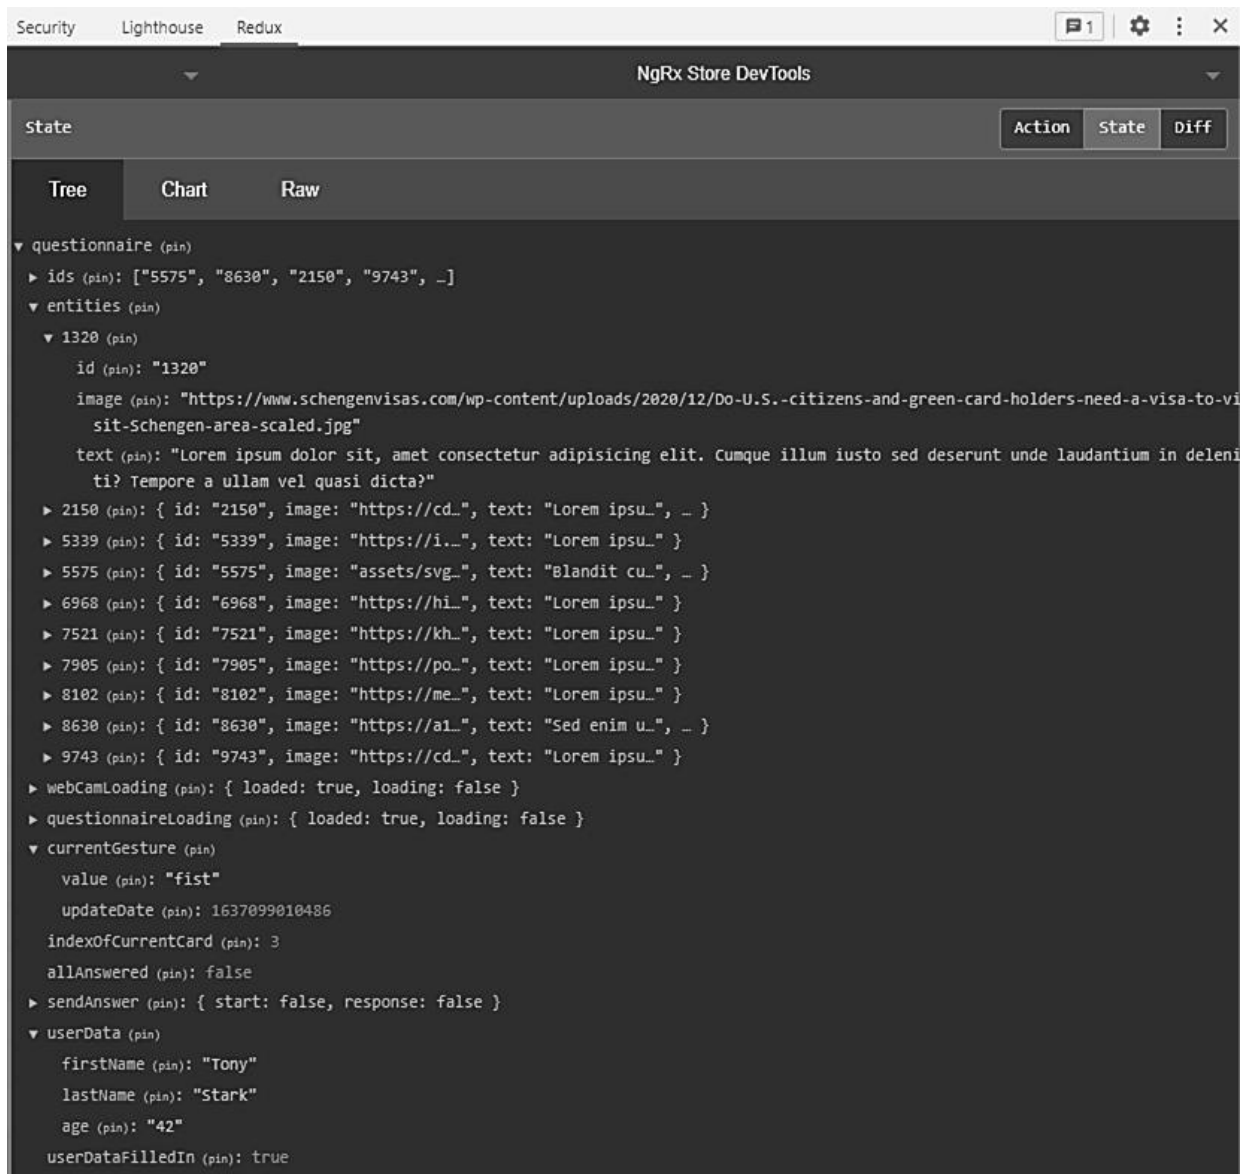 Security Lighthouse Redux 1
NgRx Store DevTools
State Action State Diff
Tree Chart Raw
questionnaire (pin)
ids (pin): ["5575", "8630", "2150", "9743", …]
entities (pin)
1320 (pin)
id (pin): "1320"
image (pin): "https://www.schengenvisas.com/wp-content/uploads/2020/12/Do-U.S.-citizens-and-green-card-holders-need-a-visa-to-vi
sit-Schengen-area-scaled.jpg"
text (pin): "Lorem ipsum dolor sit, amet consectetur adipisicing elit. Cumque illum iusto sed deserunt unde laudantium in deleni
ti? Tempore a ullam vel quasi dicta?"
2150 (pin): { id: "2150", image: "https://cd…", text: "Lorem ipsu…", … }
5339 (pin): { id: "5339", image: "https://i.…", text: "Lorem ipsu…" }
5575 (pin): { id: "5575", image: "assets/svg…", text: "Blandit cu…", … }
6968 (pin): { id: "6968", image: "https://hi…", text: "Lorem ipsu…" }
7521 (pin): { id: "7521", image: "https://kh…", text: "Lorem ipsu…" }
7905 (pin): { id: "7905", image: "https://po…", text: "Lorem ipsu…" }
8102 (pin): { id: "8102", image: "https://me…", text: "Lorem ipsu…" }
8630 (pin): { id: "8630", image: "https://a1…", text: "Sed enim u…", … }
9743 (pin): { id: "9743", image: "https://cd…", text: "Lorem ipsu…" }
webCamLoading (pin): { loaded: true, loading: false }
questionnaireLoading (pin): { loaded: true, loading: false }
currentGesture (pin)
value (pin): "fist"
updateDate (pin): 1637099010486
indexOfCurrentCard (pin): 3
allAnswered (pin): false
sendAnswer (pin): { start: false, response: false }
userData (pin)
firstName (pin): "Tony"
lastName (pin): "Stark"
age (pin): "42"
userDataFilledIn (pin): true